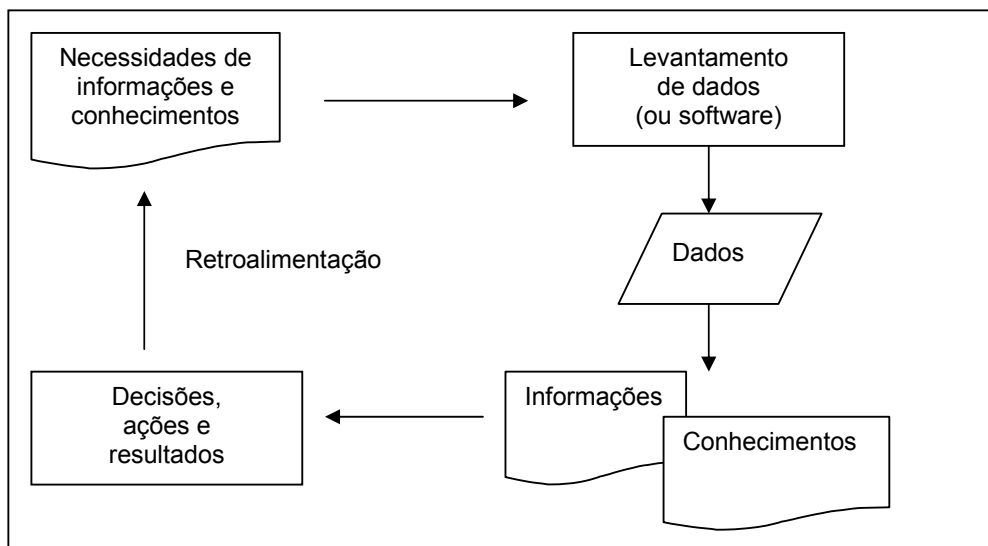 Necessidades de
informações e
conhecimentos
Levantamento
de dados
(ou software)
Dados
Retroalimentação
Informações
Conhecimentos
Decisões,
ações e
resultados